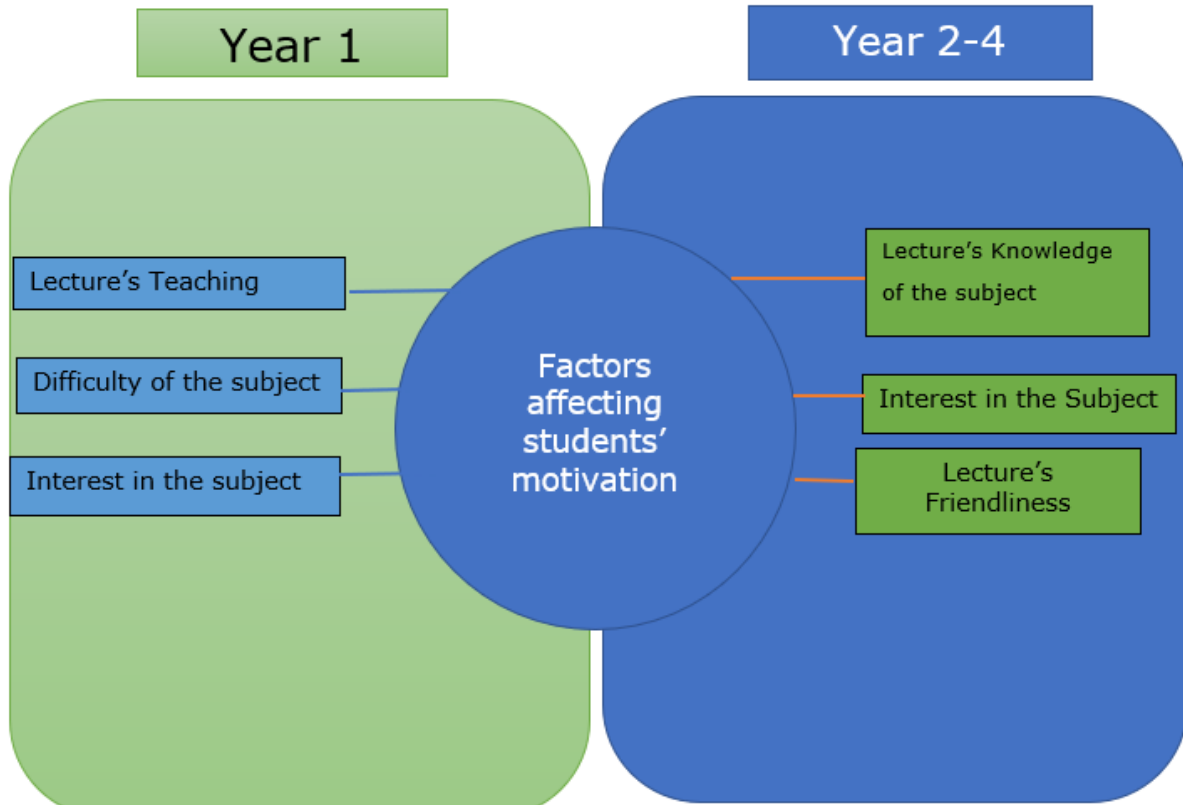 Year 1
Year 2-4
Lecture’s Teaching
Difficulty of the subject
Interest in the subject
Factors
affecting
students’
motivation
Lecture’s Knowledge
of the subject
Interest in the Subject
Lecture’s
Friendliness